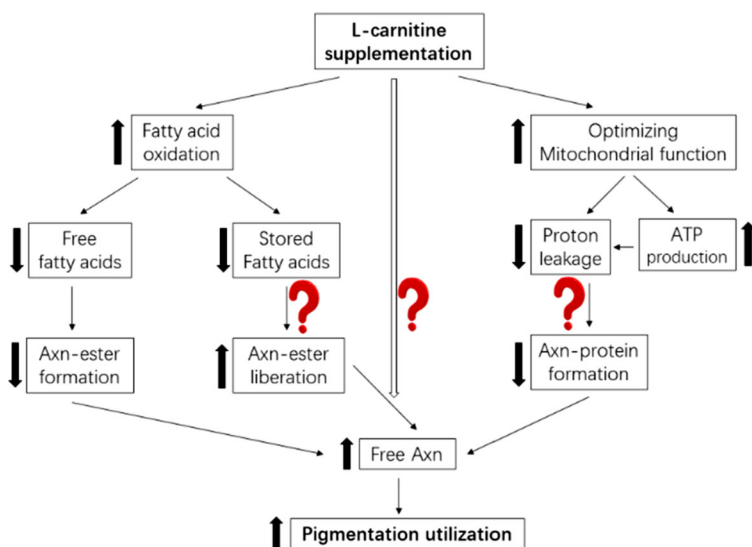 L-carnitine
supplementation
Fatty acid
oxidation
Optimizing
Mitochondrial function
Free
fatty acids
Stored
Fatty acids
Proton
leakage
ATP
production
?
?
?
Axn-ester
formation
Axn-ester
liberation
Axn-protein
formation
Free Axn
Pigmentation utilization